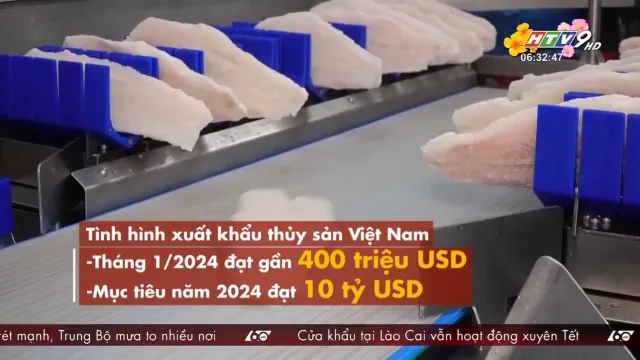 HTV9 HD
06:32:47
Tình hình xuất khẩu thủy sản Việt Nam
-Tháng 1/2024 đạt gần 400 triệu USD
-Mục tiêu năm 2024 đạt 10 tỷ USD
rét mạnh, Trung Bộ mưa to nhiều nơi 60 Cửa khẩu tại Lào Cai vẫn hoạt động xuyên Tết